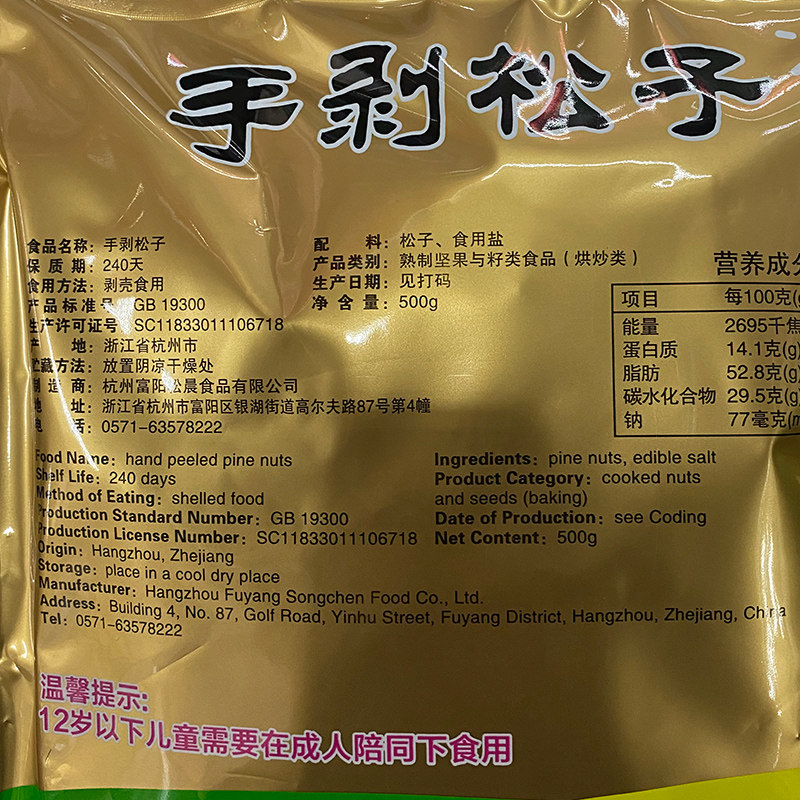 手剥松子
食品名称：手剥松子
保 质 期：240天
食用方法：剥壳食用
产品标准号：GB 19300
生产许可证号：SC11833011106718
产 地：浙江省杭州市
贮藏方法：放置阴凉干燥处
制 造 商：杭州富阳松晨食品有限公司
地 址：浙江省杭州市富阳区银湖街道高尔夫路87号第4幢
电 话：0571-63578222
配 料：松子、食用盐
产品类别：熟制坚果与籽类食品（烘炒类）
生产日期：见打码
净 含 量：500g
营养成分
项目 每100克(
能量 2695千焦
蛋白质 14.1克(g)
脂肪 52.8克(g)
碳水化合物 29.5克(g)
钠 77毫克(m
Food Name: hand peeled pine nuts
Shelf Life: 240 days
Method of Eating: shelled food
Production Standard Number: GB 19300
Production License Number: SC11833011106718
Origin: Hangzhou, Zhejiang
Storage: place in a cool dry place
Manufacturer: Hangzhou Fuyang Songchen Food Co., Ltd.
Address: Building 4, No. 87, Golf Road, Yinhu Street, Fuyang District, Hangzhou, Zhejiang, China
Tel: 0571-63578222
Ingredients: pine nuts, edible salt
Product Category: cooked nuts
and seeds (baking)
Date of Production: see Coding
Net Content: 500g
温馨提示:
12岁以下儿童需要在成人陪同下食用